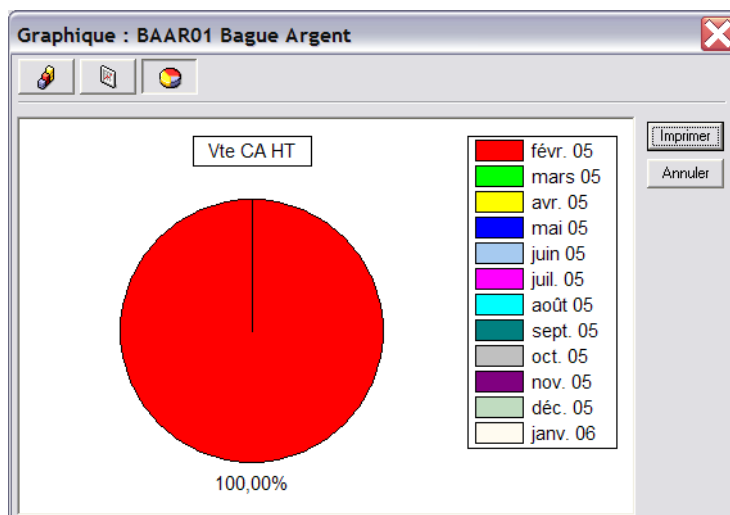 Graphique : BAAR01 Bague Argent
Imprimer
Annuler
Vte CA HT
févr. 05
mars 05
avr. 05
mai 05
juin 05
juil. 05
août 05
sept. 05
oct. 05
nov. 05
déc. 05
janv. 06
100,00%